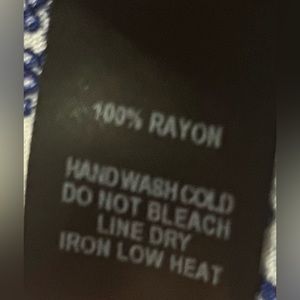 100% RAYON
HAND WASH COLD
DO NOT BLEACH
LINE DRY
IRON LOW HEAT